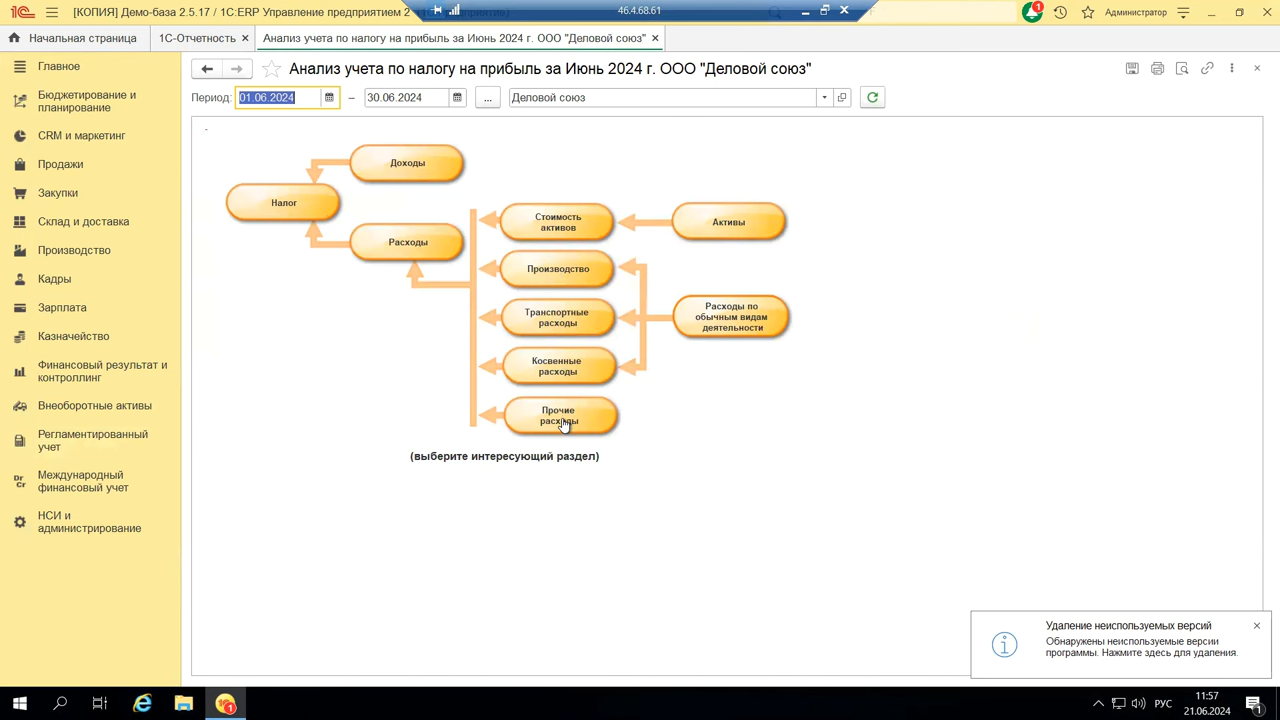 [КОПИЯ] Демо-база 2.5.17 / 1С:ERP Управление предприятием 2
46.4.68.61
1
Администратор
Начальная страница
1С-Отчетность
Анализ учета по налогу на прибыль за Июнь 2024 г. ООО "Деловой союз"
Анализ учета по налогу на прибыль за Июнь 2024 г. ООО "Деловой союз"
Период:
01.06.2024
–
30.06.2024
...
Деловой союз
Главное
Бюджетирование и
планирование
CRM и маркетинг
Продажи
Закупки
Склад и доставка
Производство
Кадры
Зарплата
Казначейство
Финансовый результат и
контроллинг
Внеоборотные активы
Регламентированный
учет
Dr
Cr
Международный
финансовый учет
НСИ и
администрирование
Доходы
Налог
Расходы
Стоимость
активов
Активы
Производство
Транспортные
расходы
Расходы по
обычным видам
деятельности
Косвенные
расходы
Прочие
расходы
(выберите интересующий раздел)
Удаление неиспользуемых версий
Обнаружены неиспользуемые версии
программы. Нажмите здесь для удаления.
1
РУС
11:57
21.06.2024
1